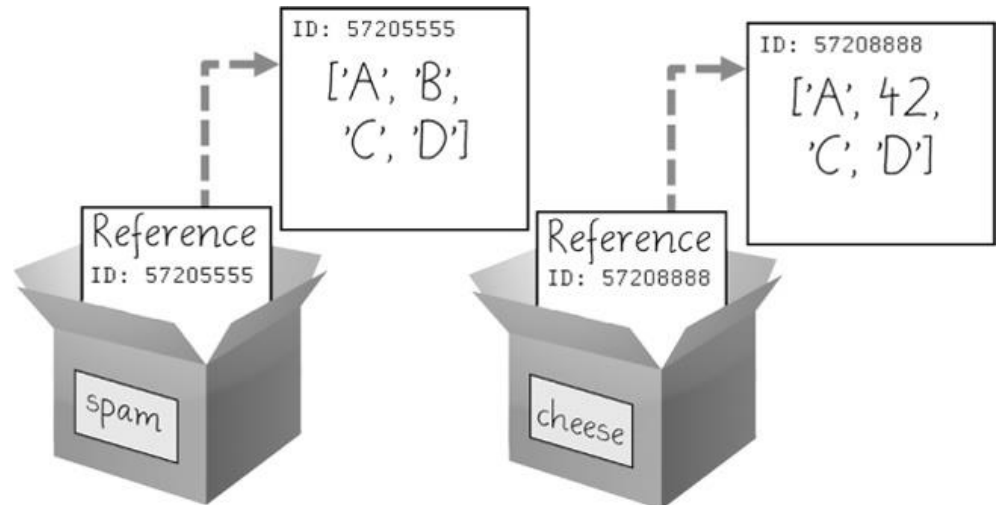 ID: 57205555
['A', 'B',
'C', 'D']
Reference
ID: 57205555
spam
ID: 57208888
['A', 42,
'C', 'D']
Reference
ID: 57208888
cheese